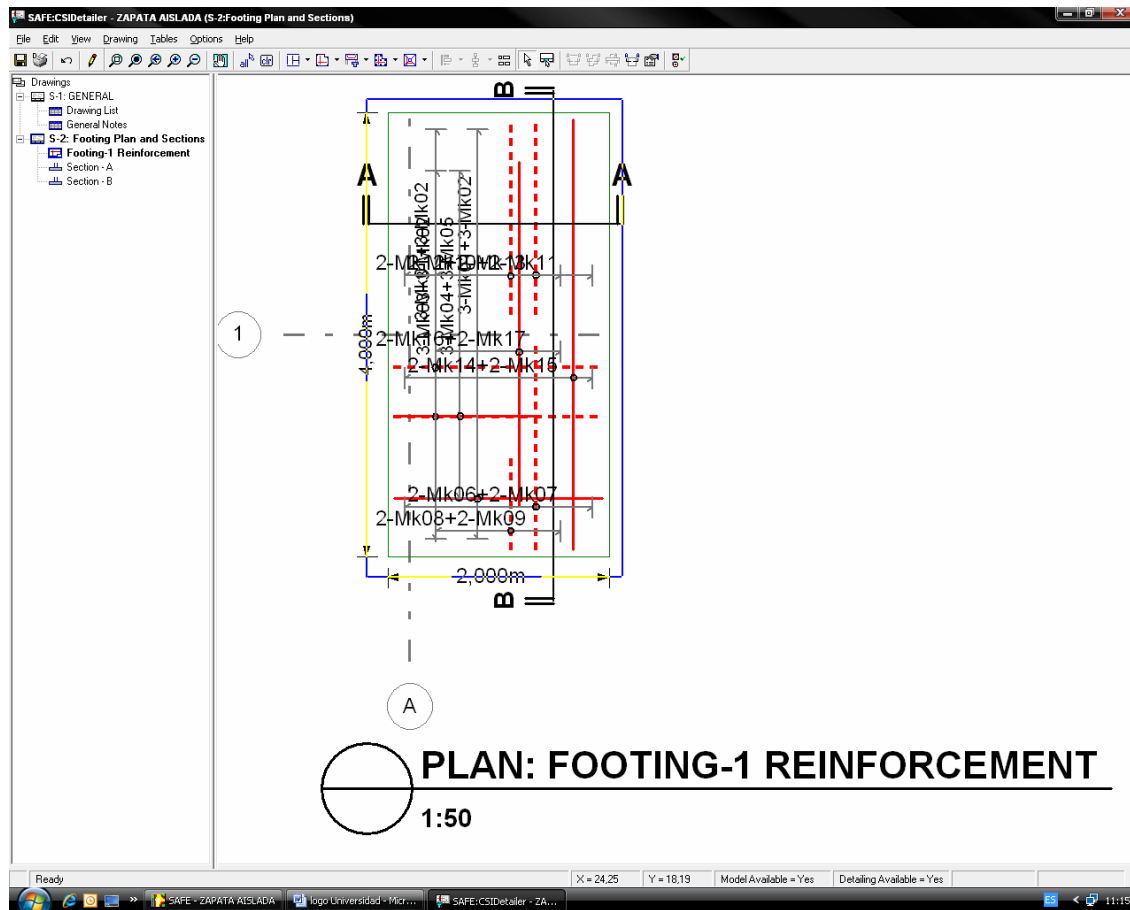 SAFE:CSIDetailer - ZAPATA AISLADA (S-2:Footing Plan and Sections)
File Edit View Drawing Tables Options Help
Drawings
S-1: GENERAL
Drawing List
General Notes
S-2: Footing Plan and Sections
Footing-1 Reinforcement
Section - A
Section - B
B
A A
1
2-Mk16+2-Mk17
2-Mk14+2-Mk15
4,000m
3-Mk04+3-Mk05
2-Mk06+2-Mk07
2-Mk08+2-Mk09
2,000m
B
A
PLAN: FOOTING-1 REINFORCEMENT
1:50
Ready X = 24,25 Y = 18,19 Model Available = Yes Detailing Available = Yes
SAFE - ZAPATA AISLADA logo Universidad - Micr... SAFE:CSIDetailer - ZA... ES 11:15